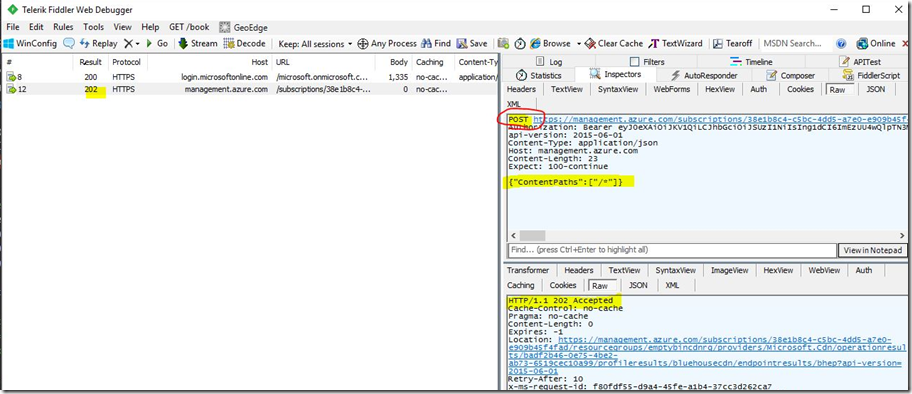 Telerik Fiddler Web Debugger
File Edit Rules Tools View Help GET /book GeoEdge
WinConfig Replay Go Stream Decode Keep: All sessions Any Process Find Save Browse Clear Cache TextWizard Tearoff MSDN Search... Online
# Result Protocol Host URL Body Caching Content-Ty
8 200 HTTPS login.microsoftonline.com /microsoft.onmicrosoft.c... 1,335 no-cac... application/
12 202 HTTPS management.azure.com /subscriptions/38e1b8c4-... 0 no-cac...
Log Filters Timeline APITest
Statistics Inspectors AutoResponder Composer FiddlerScript
Headers TextView SyntaxView WebForms HexView Auth Cookies Raw JSON
XML
POST https://management.azure.com/subscriptions/38e1b8c4-c5bc-4dd5-a7e0-e909b45f
Authorization: Bearer
api-version: 2015-06-01
Content-Type: application/json
Host: management.azure.com
Content-Length: 23
Expect: 100-continue
{"ContentPaths":["/*"]}
Find... (press Ctrl+Enter to highlight all) View in Notepad
Transformer Headers TextView SyntaxView ImageView HexView WebView Auth
Caching Cookies Raw JSON XML
HTTP/1.1 202 Accepted
Cache-Control: no-cache
Pragma: no-cache
Content-Length: 0
Expires: -1
Location: https://management.azure.com/subscriptions/38e1b8c4-c5bc-4dd5-a7e0-
e909b45f4fad/resourcegroups/emptybincdnrg/providers/Microsoft.Cdn/operationresul
ts/badf2b46-0e75-4be2-
ab73-6519cec10a99/profileresults/bluehousecdn/endpointresults/bhep?api-version=
2015-06-01
Retry-After: 10
x-ms-request-id: f80fdf55-d9a4-45fe-a1b4-37cc3d262ca7